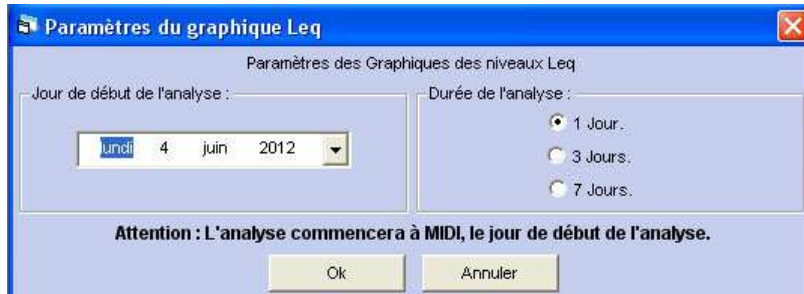 Paramètres du graphique Leq
Paramètres des Graphiques des niveaux Leq
Jour de début de l'analyse :
lundi 4 juin 2012
Durée de l'analyse :
1 Jour.
3 Jours.
7 Jours.
Attention : L'analyse commencera à MIDI, le jour de début de l'analyse.
Ok
Annuler